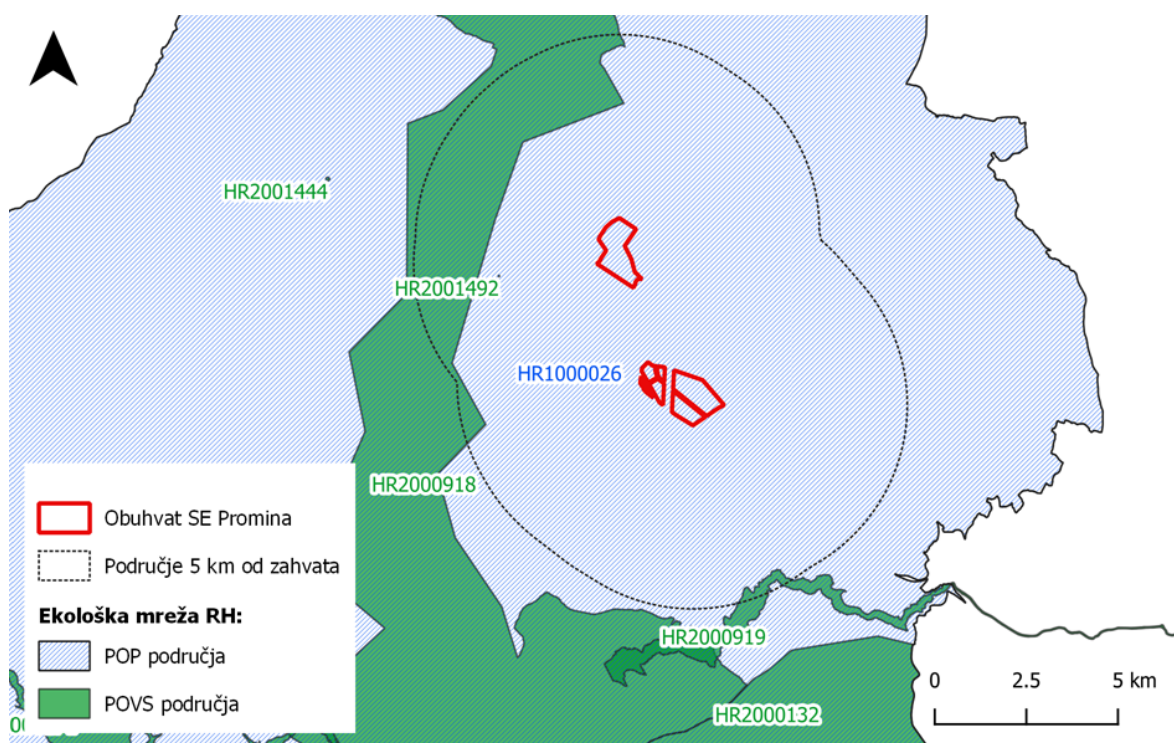 HR2001444
HR2001492
HR1000026
HR2000918
HR2000919
HR2000132
Obuhvat SE Promina
Područje 5 km od zahvata
Ekološka mreža RH:
POP područja
POVS područja
0 2.5 5 km